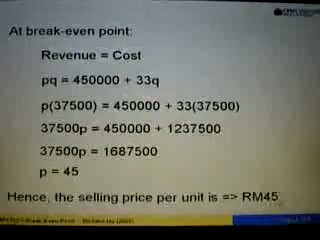 At break-even point:
Revenue = Cost
pq = 450000 + 33q
p(37500) = 450000 + 33(37500)
37500p = 450000 + 1237500
37500p = 1687500
p = 45
Hence, the selling price per unit is => RM45